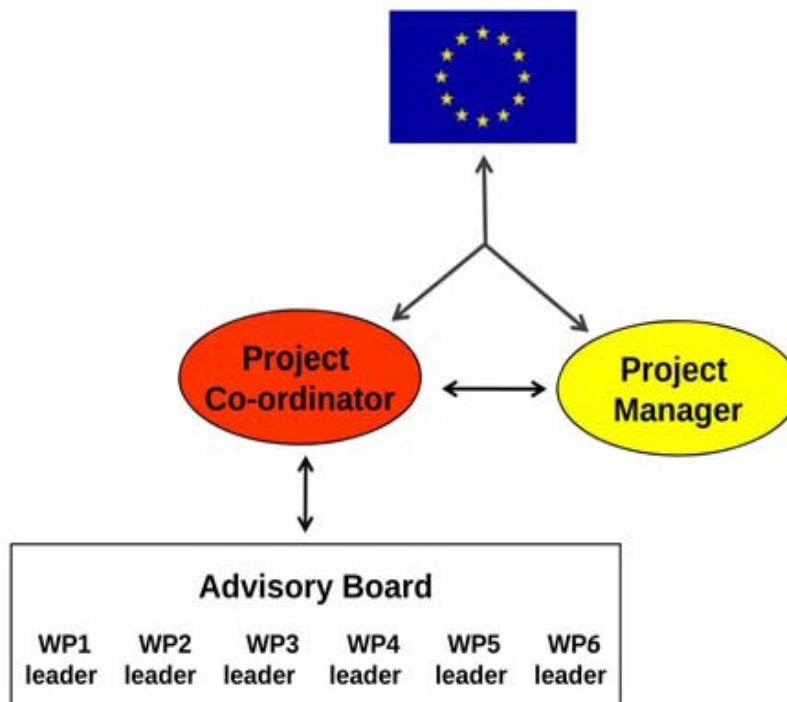 Project
Co-ordinator
Project
Manager
Advisory Board
WP1 WP2 WP3 WP4 WP5 WP6
leader leader leader leader leader leader